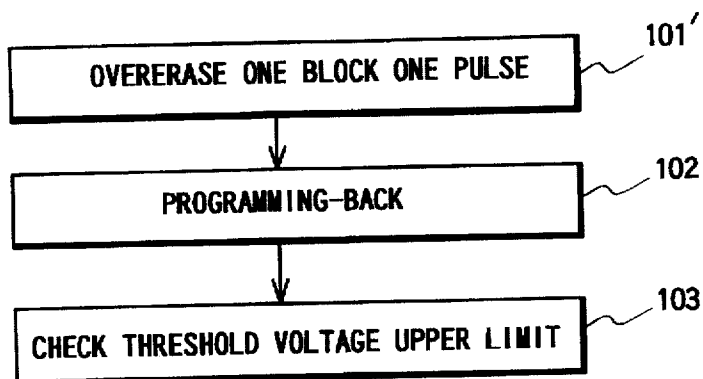 OVERERASE ONE BLOCK ONE PULSE
101'
PROGRAMMING-BACK
102
CHECK THRESHOLD VOLTAGE UPPER LIMIT
103